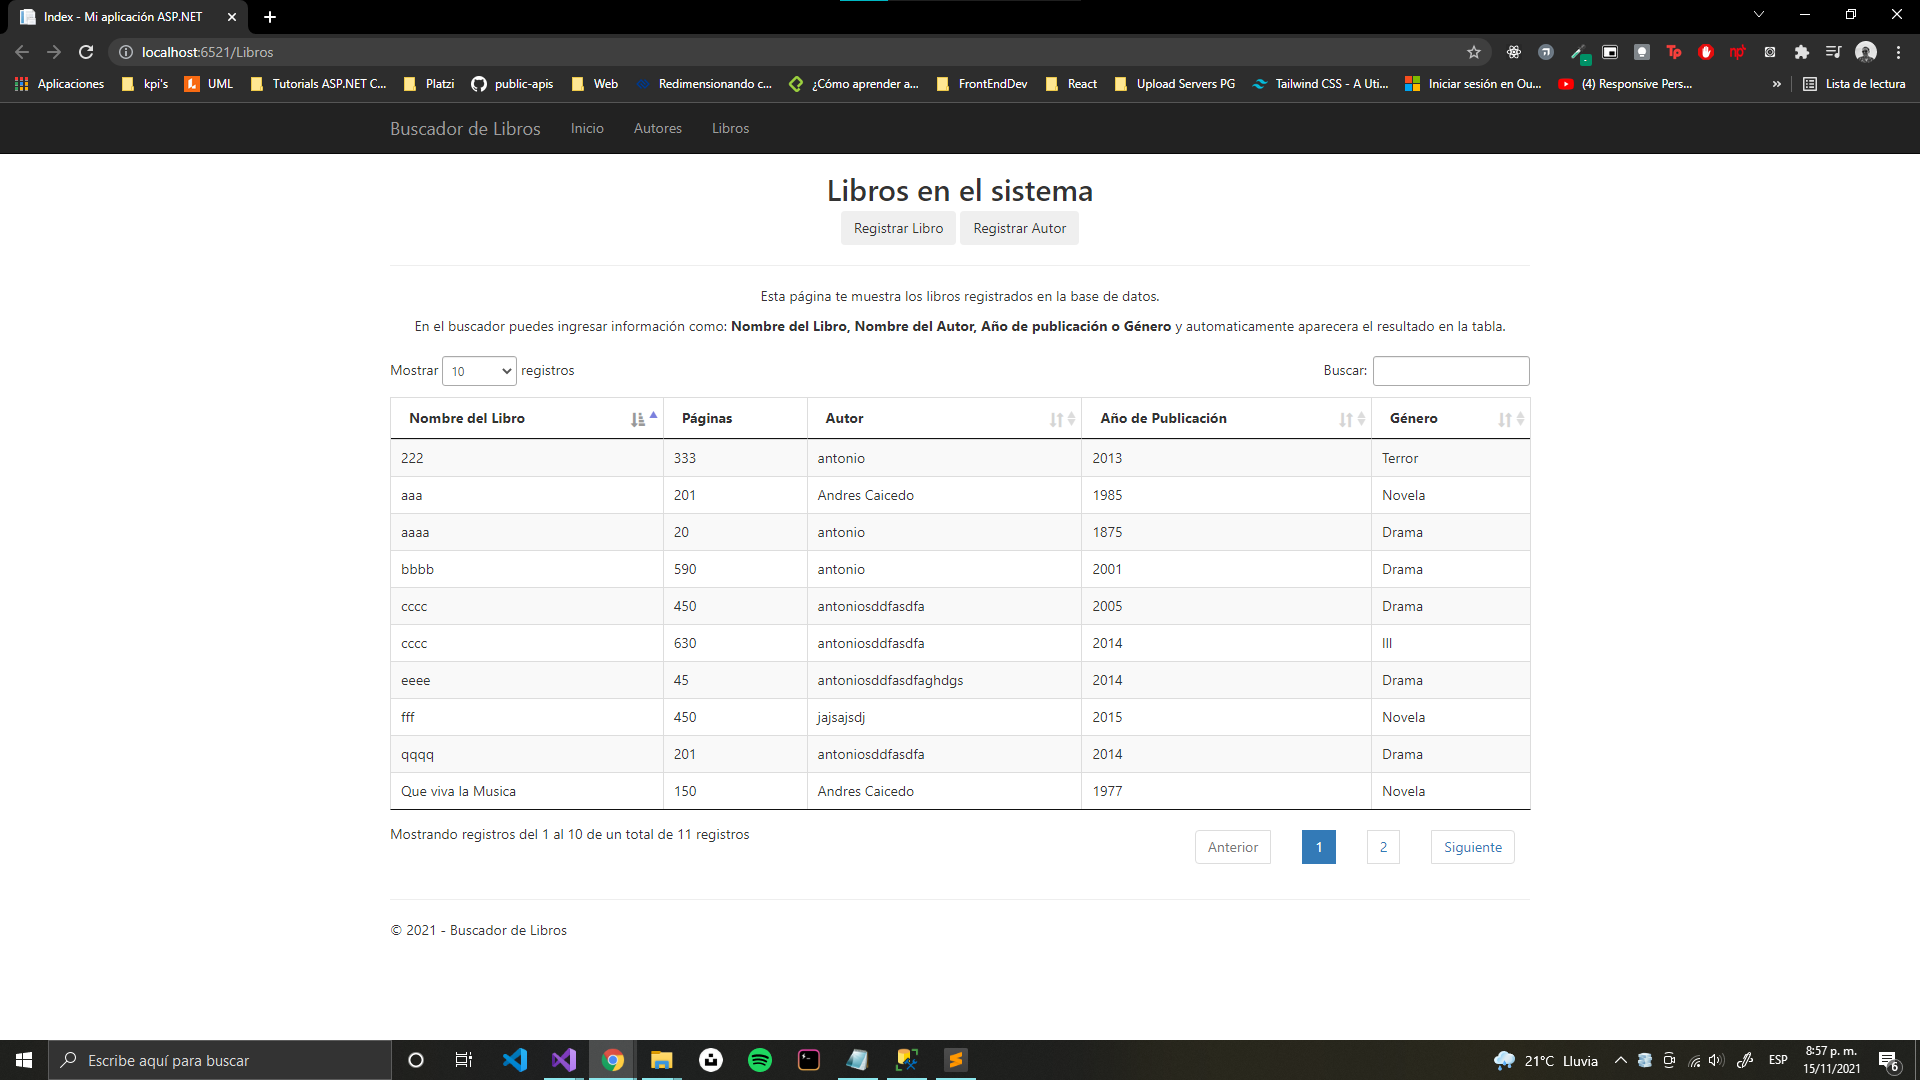 Index - Mi aplicación ASP.NET
localhost:6521/Libros
Aplicaciones kpi's UML Tutorials ASP.NET C... Platzi public-apis Web Redimensionando c... ¿Cómo aprender a... FrontEndDev React Upload Servers PG Tailwind CSS - A Uti... Iniciar sesión en Ou... (4) Responsive Pers... » Lista de lectura
Buscador de Libros Inicio Autores Libros
Libros en el sistema
Registrar Libro Registrar Autor
Esta página te muestra los libros registrados en la base de datos.
En el buscador puedes ingresar información como: Nombre del Libro, Nombre del Autor, Año de publicación o Género y automaticamente aparecera el resultado en la tabla.
Mostrar 10 registros Buscar:
Nombre del Libro Páginas Autor Año de Publicación Género
222 333 antonio 2013 Terror
aaa 201 Andres Caicedo 1985 Novela
aaaa 20 antonio 1875 Drama
bbbb 590 antonio 2001 Drama
cccc 450 antoniosddfasdfa 2005 Drama
cccc 630 antoniosddfasdfa 2014 lll
eeee 45 antoniosddfasdfaghdgs 2014 Drama
fff 450 jajsajsdj 2015 Novela
qqqq 201 antoniosddfasdfa 2014 Drama
Que viva la Musica 150 Andres Caicedo 1977 Novela
Mostrando registros del 1 al 10 de un total de 11 registros
Anterior 1 2 Siguiente
© 2021 - Buscador de Libros
Escribe aquí para buscar
21°C Lluvia ESP
8:57 p. m.
15/11/2021
6